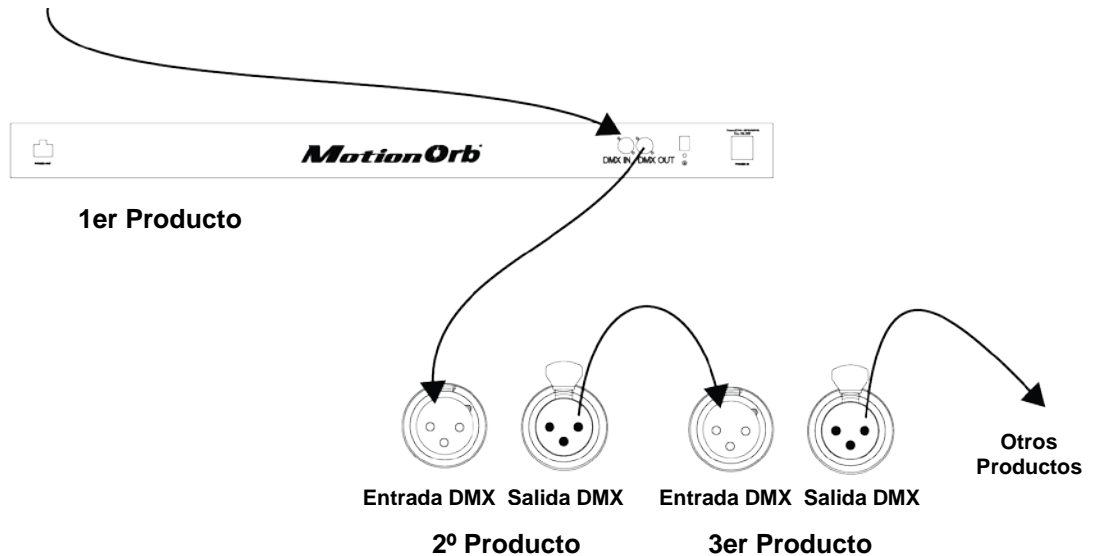 MotionOrb
DMX IN
DMX OUT
1er Producto
Otros
Productos
Entrada DMX
Salida DMX
Entrada DMX
Salida DMX
2º Producto
3er Producto